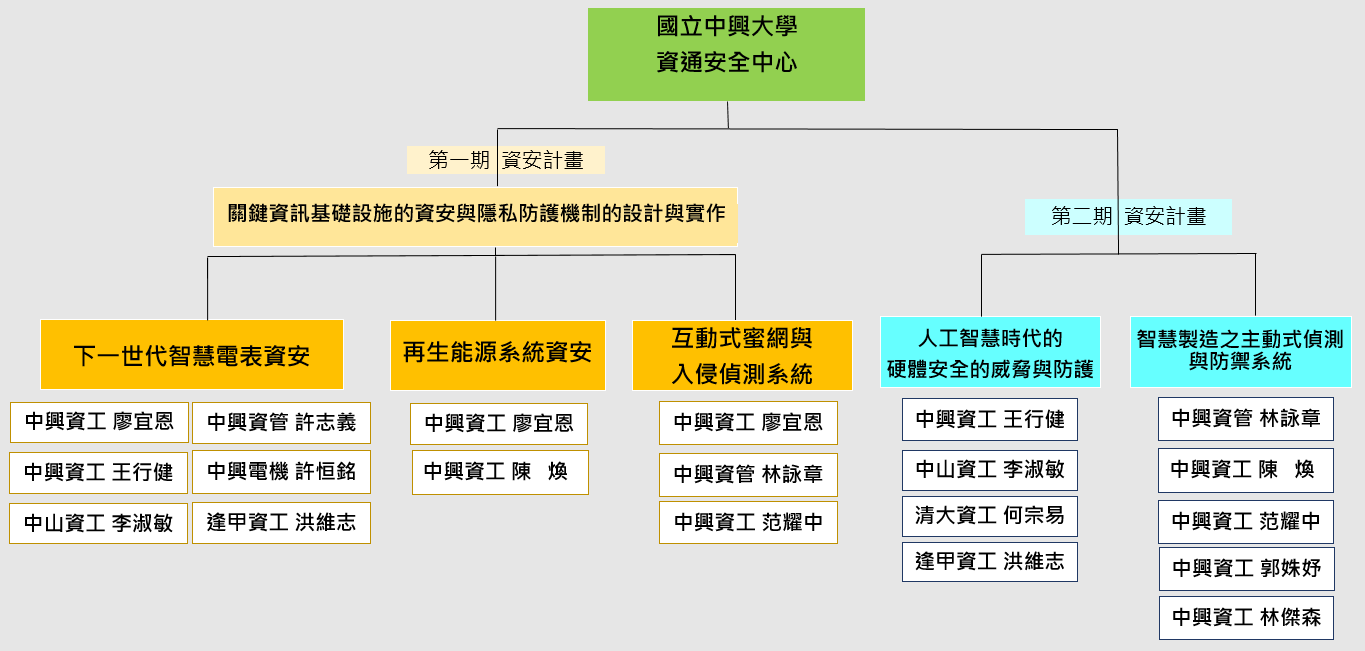 國立中興大學
資通安全中心
第一期 資安計畫
關鍵資訊基礎設施的資安與隱私防護機制的設計與實作
第二期 資安計畫
下一世代智慧電表資安
中興資工 廖宜恩
中興資管 許志義
中興資工 王行健
中興電機 許恒銘
中山資工 李淑敏
逢甲資工 洪維志
再生能源系統資安
中興資工 廖宜恩
中興資工 陳 煥
互動式蜜網與
入侵偵測系統
中興資工 廖宜恩
中興資管 林詠章
中興資工 范耀中
人工智慧時代的
硬體安全的威脅與防護
中興資工 王行健
中山資工 李淑敏
清大資工 何宗易
逢甲資工 洪維志
智慧製造之主動式偵測
與防禦系統
中興資管 林詠章
中興資工 陳 煥
中興資工 范耀中
中興資工 郭姝妤
中興資工 林傑森